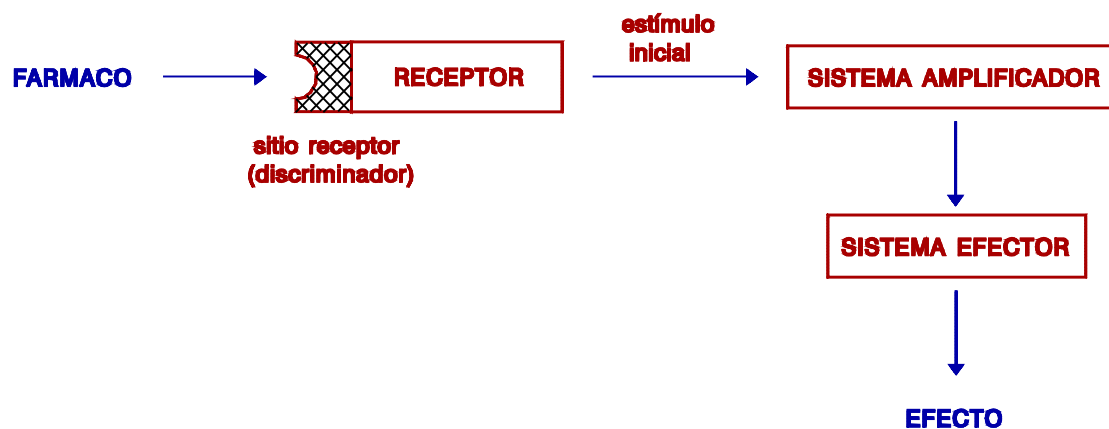 FARMACO
RECEPTOR
sitio receptor
(discriminador)
estímulo
inicial
SISTEMA AMPLIFICADOR
SISTEMA EFECTOR
EFECTO